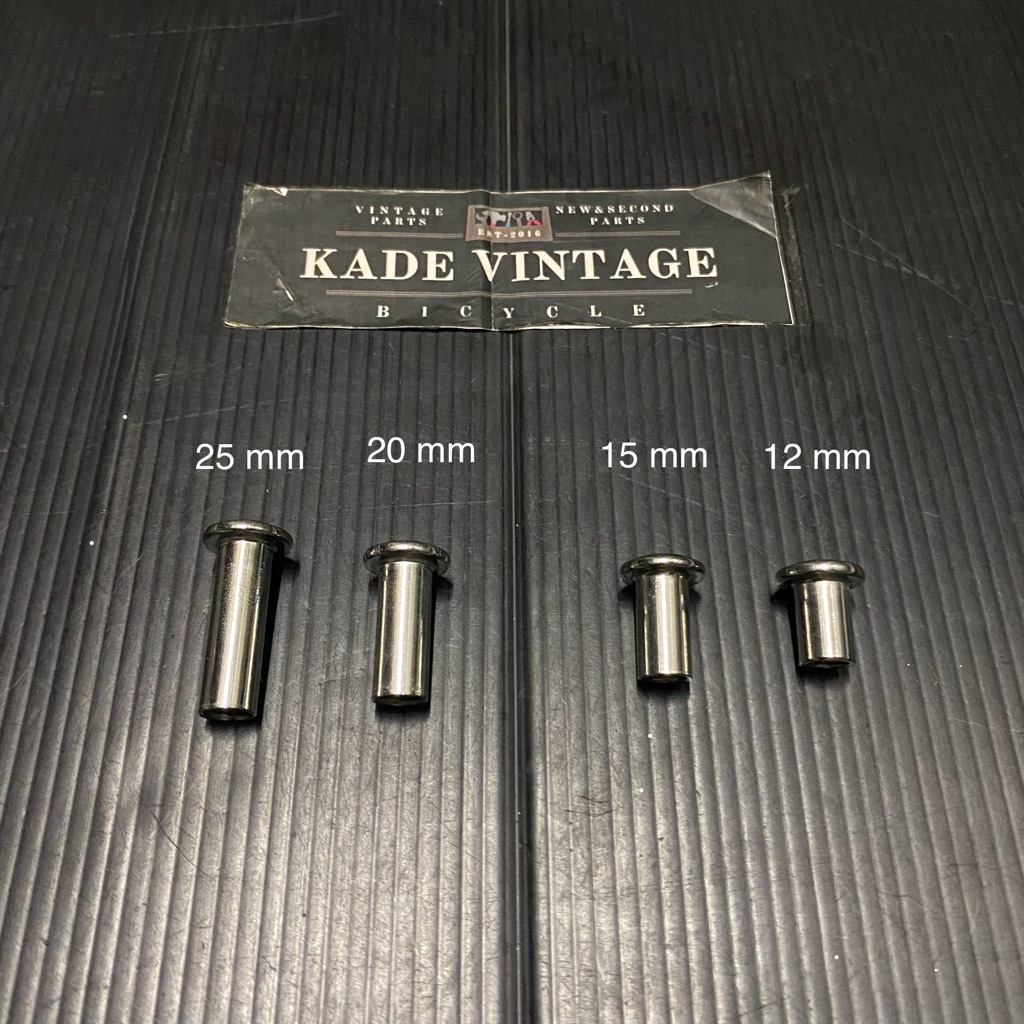 VINTAGE PARTS
NEW&SECOND PARTS
EST-2016
KADE VINTAGE
BICYCLE
25 mm
20 mm
15 mm
12 mm